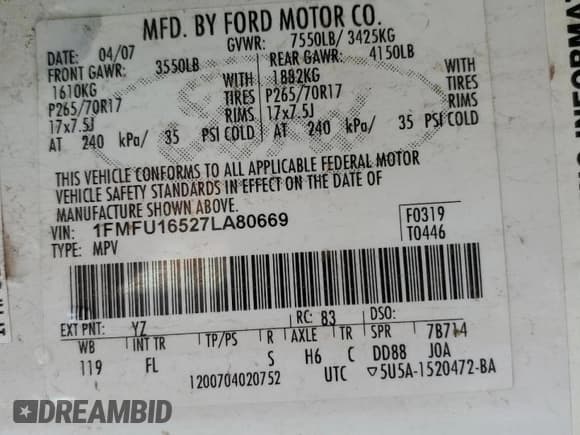 MFD. BY FORD MOTOR CO.
DATE: 04/07 GVWR: 7550LB/ 3425KG
FRONT GAWR: 3550LB REAR GAWR: 4150LB
1610KG WITH 1882KG WITH
P265/70R17 TIRES P265/70R17 TIRES
17x7.5J RIMS 17x7.5J RIMS
AT 240 kPa/ 35 PSI COLD AT 240 kPa/ 35 PSI COLD
Ford
THIS VEHICLE CONFORMS TO ALL APPLICABLE FEDERAL MOTOR
VEHICLE SAFETY STANDARDS IN EFFECT ON THE DATE OF
MANUFACTURE SHOWN ABOVE.
VIN: 1FMFU16527LA80669 F0319
TYPE: MPV T0446
EXT PNT: YZ RC: 83 DSO:
WB INT TR TP/PS R AXLE TR SPR 7B714
119 FL S H6 C DD88 J0A
1200704020752 UTC ▽5U5A-1520472-BA
DREAMBID